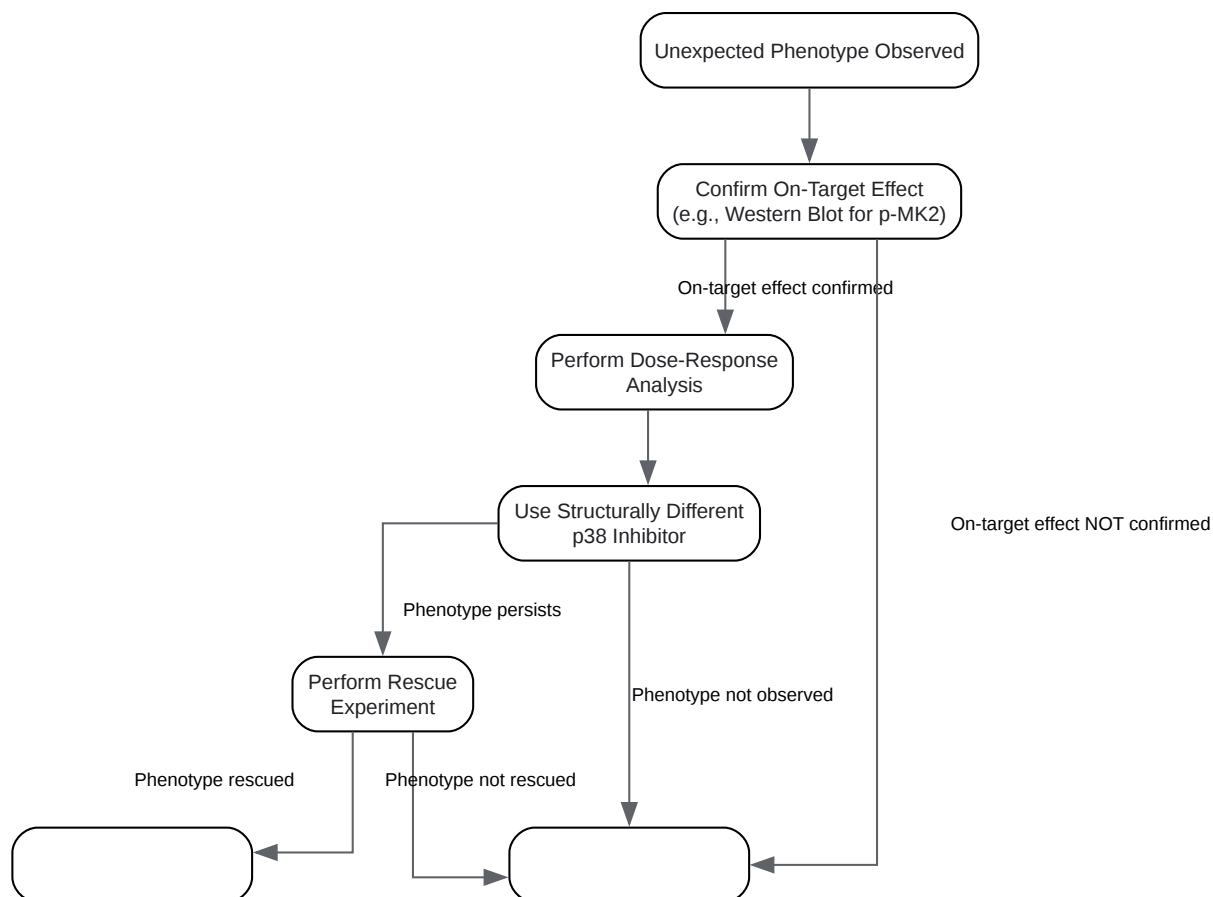 Unexpected Phenotype Observed
Confirm On-Target Effect
(e.g., Western Blot for p-MK2)
On-target effect confirmed
Perform Dose-Response
Analysis
Use Structurally Different
p38 Inhibitor
On-target effect NOT confirmed
Phenotype persists
Perform Rescue
Experiment
Phenotype not observed
Phenotype rescued
Phenotype not rescued